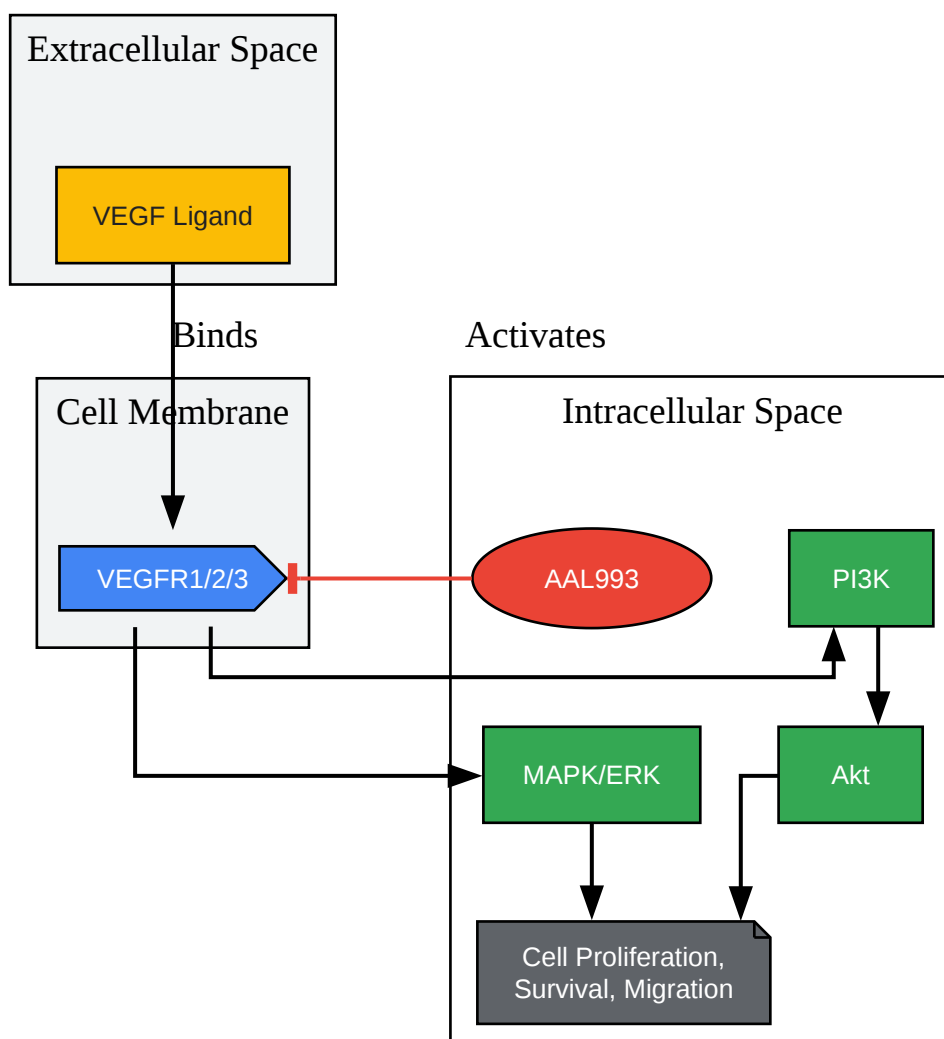 Extracellular Space
VEGF Ligand
Binds
Activates
Cell Membrane
Intracellular Space
VEGFR1/2/3
AAL993
PI3K
MAPK/ERK
Akt
Cell Proliferation,
Survival, Migration